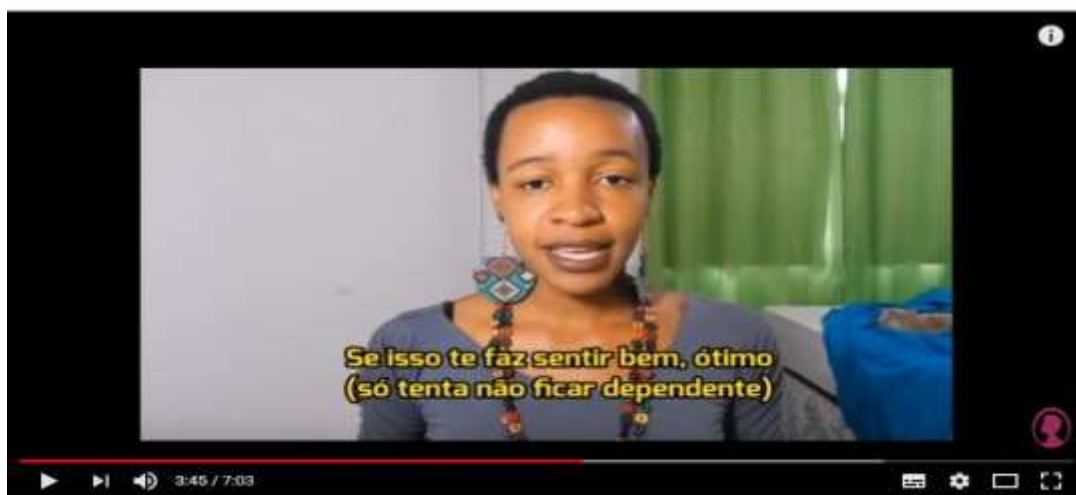 Se isso te faz sentir bem, ótimo
(só tenta não ficar dependente)
3:45 / 7:03